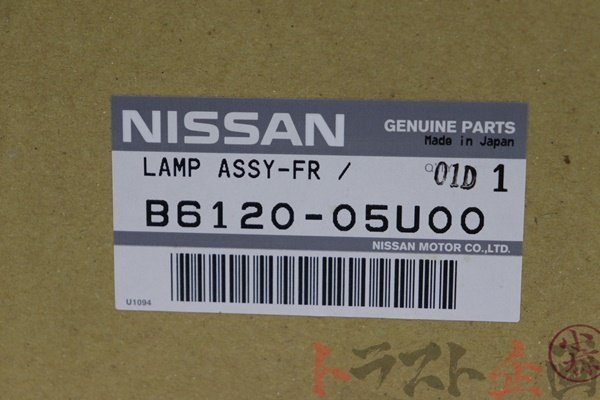 NISSAN
GENUINE PARTS
Made in Japan
LAMP ASSY-FR / 01D 1
B6120-05U00
NISSAN MOTOR CO.,LTD.
U1094
トラスト企画